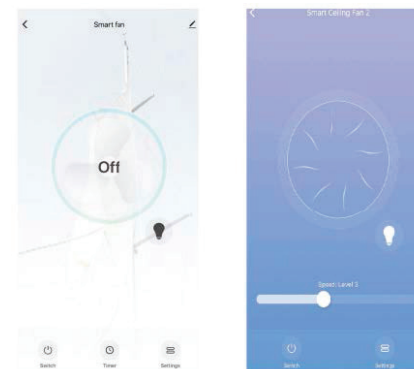 Smart fan
Off
Switch
Timer
Settings
Smart Ceiling Fan 2
Speed Level 3
Switch
Settings